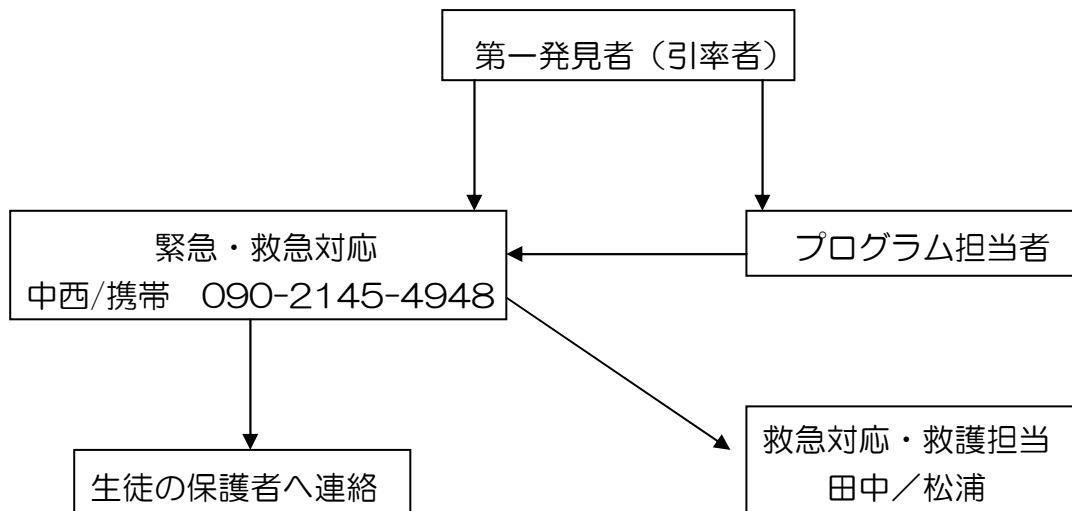 第一発見者（引率者）
緊急・救急対応
中西/携帯　090-2145-4948
プログラム担当者
生徒の保護者へ連絡
救急対応・救護担当
田中／松浦